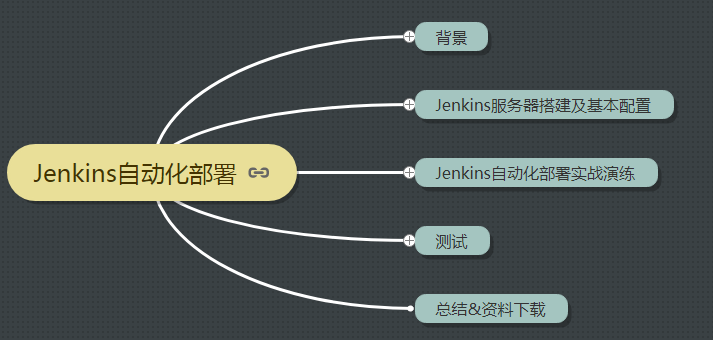 背景
Jenkins服务器搭建及基本配置
Jenkins自动化部署
Jenkins自动化部署实战演练
测试
总结&资料下载